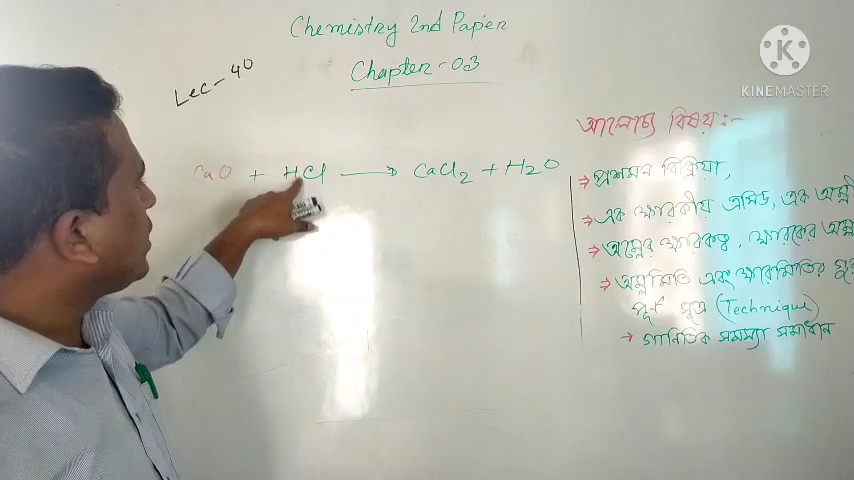 Chemistry 2nd Paper
Chapter-03
Lec-40
KINEMASTER
CaO + HCl → CaCl2 + H2O
আলোচ্য বিষয়:-
→ প্রশমন বিক্রিয়া,
→ এক ক্ষারকীয় এসিড, এক অম্লী
→ অম্লের ক্ষারকত্ব, ক্ষারকের অম্ল
→ অম্লমিতি এবং ক্ষারমিতির
সূত্র (Technique)
→ গানিতিক সমস্যা সমাধান